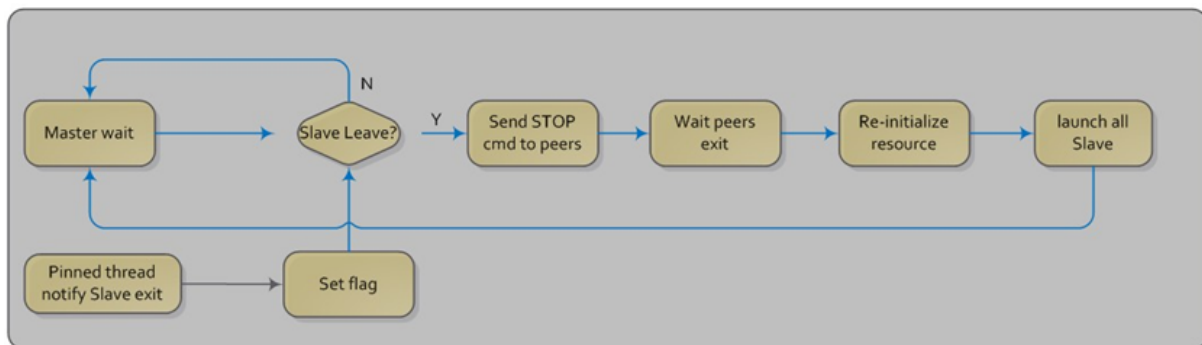 N
Master wait
Slave Leave?
Y
Send STOP
cmd to peers
Wait peers
exit
Re-initialize
resource
launch all
Slave
Pinned thread
notify Slave exit
Set flag